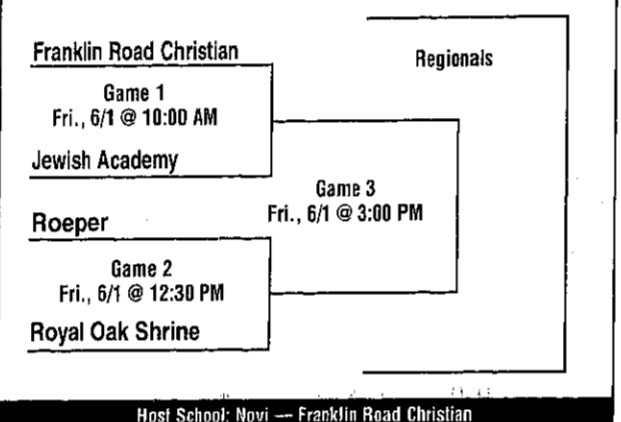 Franklin Road Christian
Regionals
Game 1
Fri., 6/1 @ 10:00 AM
Jewish Academy
Game 3
Fri., 6/1 @ 3:00 PM
Roeper
Game 2
Fri., 6/1 @ 12:30 PM
Royal Oak Shrine
Host School: Novi — Franklin Road Christian